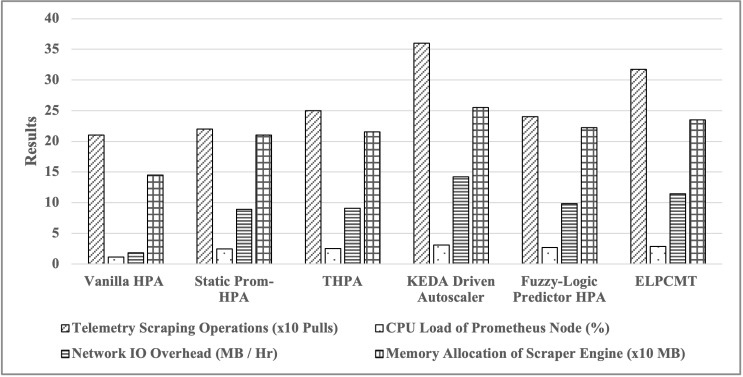 Results
40
35
30
25
20
15
10
5
0
Vanilla HPA
Static Prom-
HPA
THPA
KEDA Driven
Autoscaler
Fuzzy-Logic
Predictor HPA
ELPCMT
Telemetry Scraping Operations (x10 Pulls)
CPU Load of Prometheus Node (%)
Network IO Overhead (MB / Hr)
Memory Allocation of Scraper Engine (x10 MB)